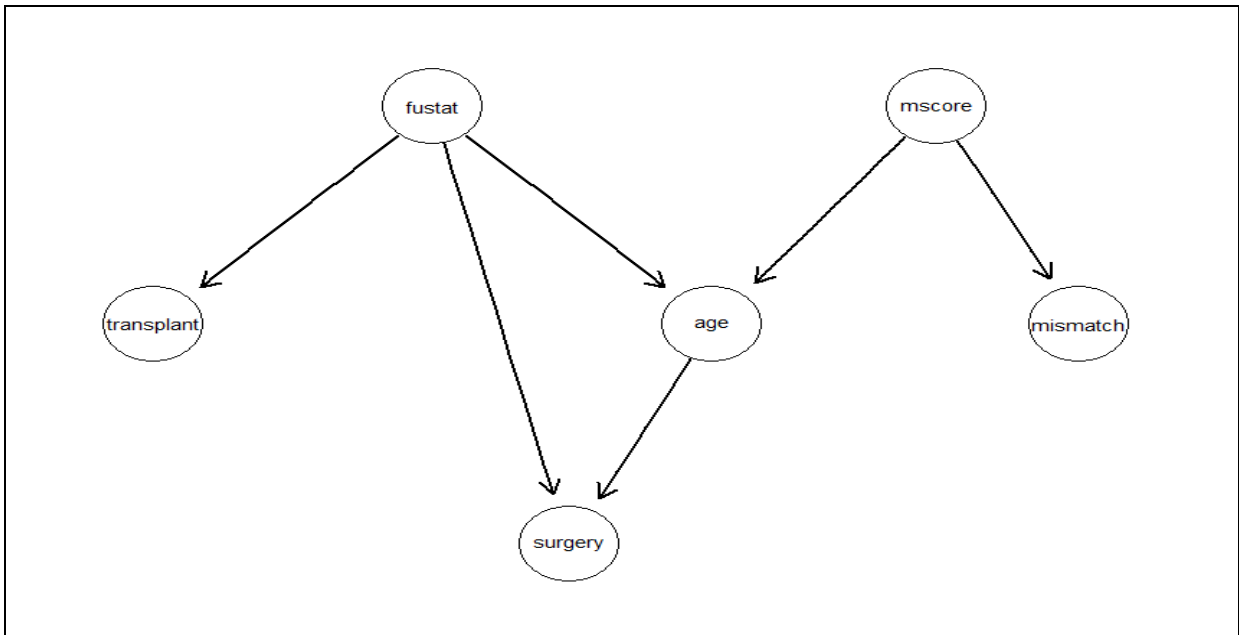 fustat
mscore
transplant
age
mismatch
surgery